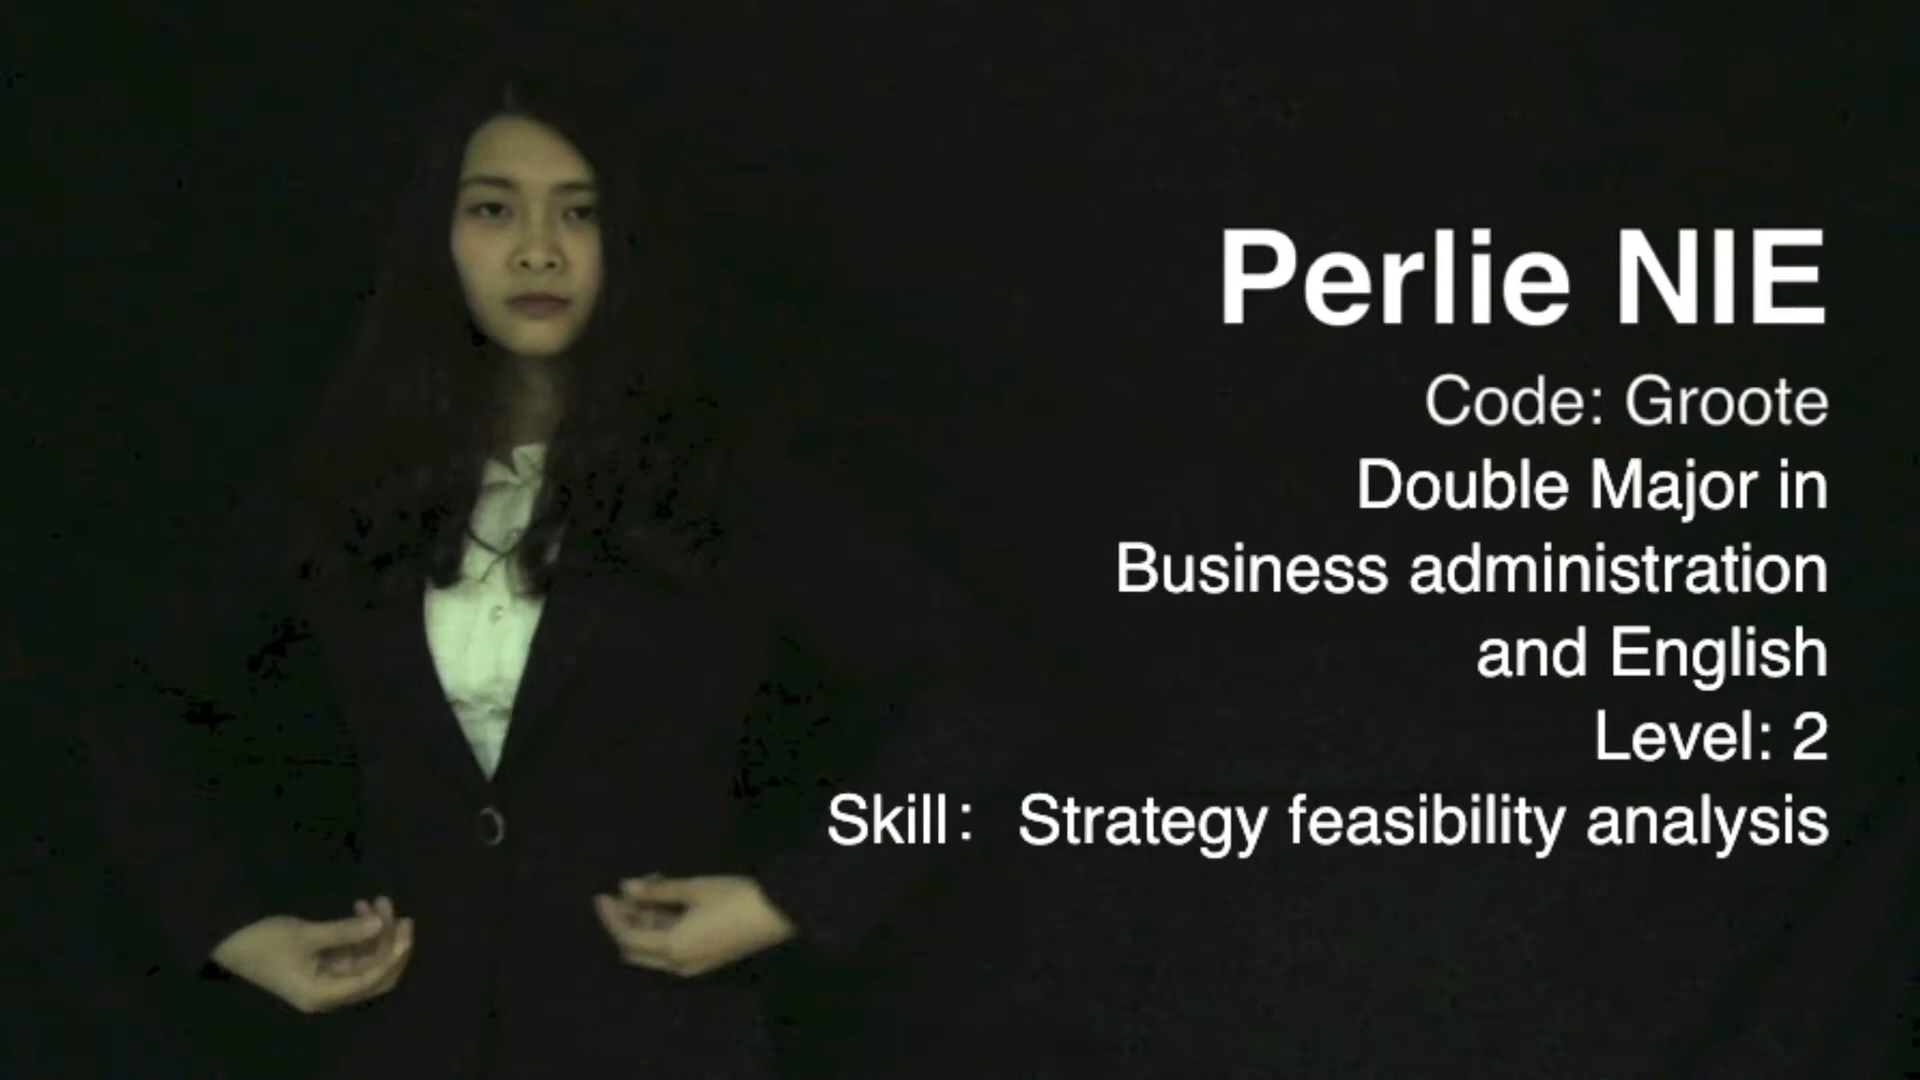 Perlie NIE
Code: Groote
Double Major in
Business administration
and English
Level: 2
Skill： Strategy feasibility analysis